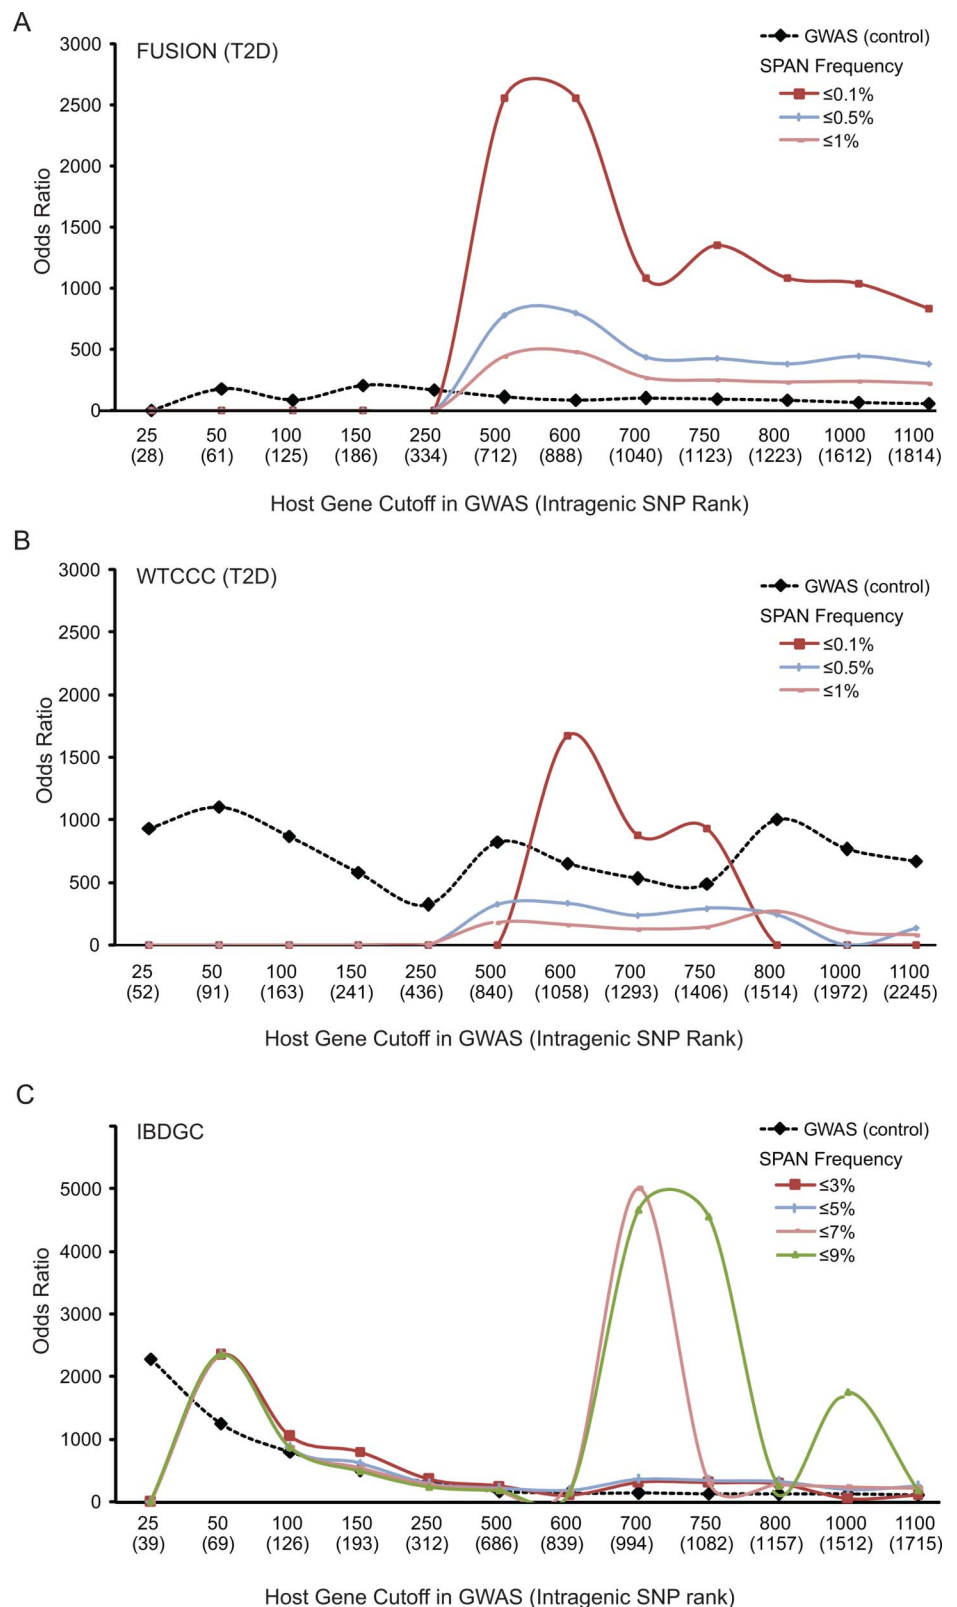 A
FUSION (T2D)
GWAS (control)
SPAN Frequency
≤0.1%
≤0.5%
≤1%
3000
2500
2000
1500
1000
500
0
Odds Ratio
25 50 100 150 250 500 600 700 750 800 1000 1100
(28) (61) (125) (186) (334) (712) (888) (1040) (1123) (1223) (1612) (1814)
Host Gene Cutoff in GWAS (Intragenic SNP Rank)
B
WTCCC (T2D)
GWAS (control)
SPAN Frequency
≤0.1%
≤0.5%
≤1%
3000
2500
2000
1500
1000
500
0
Odds Ratio
25 50 100 150 250 500 600 700 750 800 1000 1100
(52) (91) (163) (241) (436) (840) (1058) (1293) (1406) (1514) (1972) (2245)
Host Gene Cutoff in GWAS (Intragenic SNP Rank)
C
IBDGC
GWAS (control)
SPAN Frequency
≤3%
≤5%
≤7%
≤9%
5000
4000
3000
2000
1000
0
Odds Ratio
25 50 100 150 250 500 600 700 750 800 1000 1100
(39) (69) (126) (193) (312) (686) (839) (994) (1082) (1157) (1512) (1715)
Host Gene Cutoff in GWAS (Intragenic SNP rank)